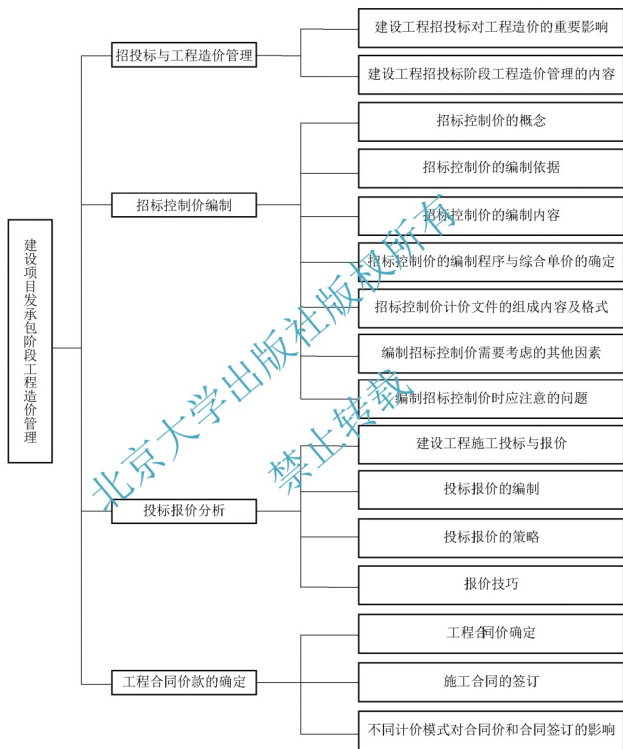 建设项目发承包阶段工程造价管理
招投标与工程造价管理
建设工程招投标对工程造价的重要影响
建设工程招投标阶段工程造价管理的内容
招标控制价编制
招标控制价的概念
招标控制价的编制依据
招标控制价的编制内容
招标控制价的编制程序与综合单价的确定
招标控制价计价文件的组成内容及格式
编制招标控制价需要考虑的其他因素
编制招标控制价时应注意的问题
投标报价分析
建设工程施工投标与报价
投标报价的编制
投标报价的策略
报价技巧
工程合同价款的确定
工程合同价确定
施工合同的签订
不同计价模式对合同价和合同签订的影响
北京大学出版社版权所有
禁止转载